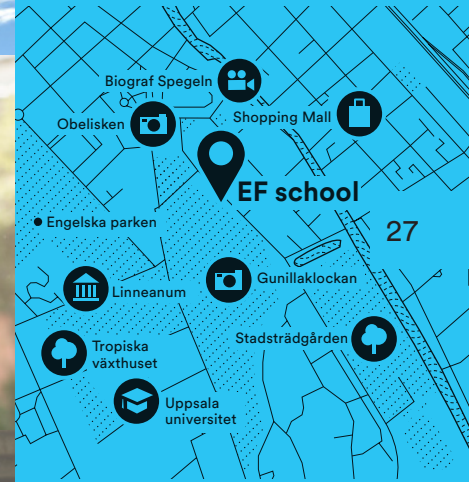 Biograf Spegeln
Obelisken
Shopping Mall
EF school
Engelska parken
27
Linneanum
Gunillaklockan
Tropiska
växthuset
Stadsträdgården
Uppsala
universitet